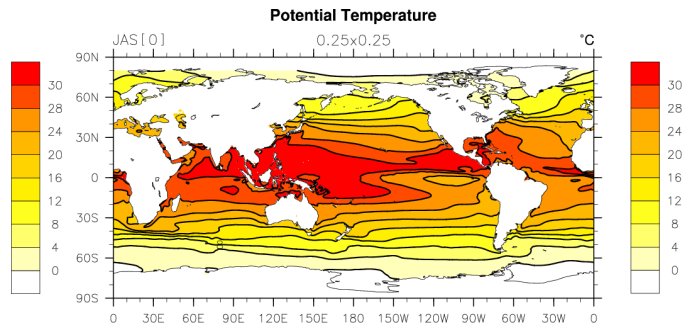 Potential Temperature
JAS[0] 0.25x0.25 °C
90N
60N
30N
0
30S
60S
90S
30
28
24
20
16
12
8
4
0
30
28
24
20
16
12
8
4
0
0 30E 60E 90E 120E 150E 180 150W 120W 90W 60W 30W 0